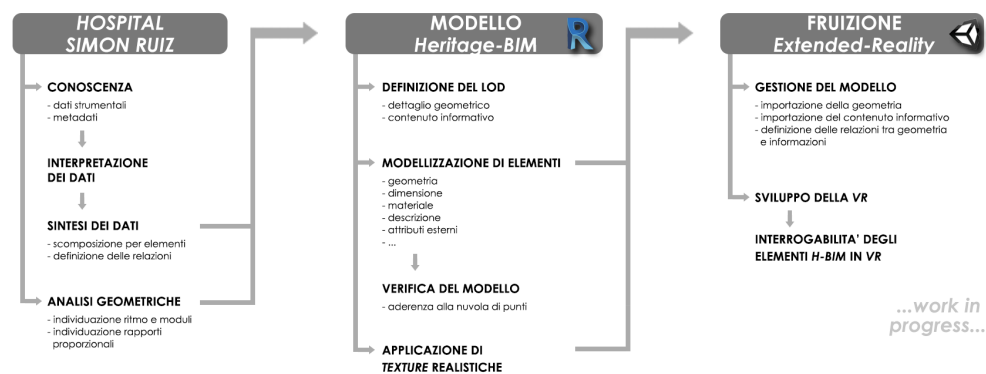 HOSPITAL
SIMON RUIZ
CONOSCENZA
- dati strumentali
- metadati
INTERPRETAZIONE
DEI DATI
SINTESI DEI DATI
- scomposizione per elementi
- definizione delle relazioni
ANALISI GEOMETRICHE
- individuazione ritmo e moduli
- individuazione rapporti
proporzionali
MODELLO
Heritage-BIM
R
DEFINIZIONE DEL LOD
- dettaglio geometrico
- contenuto informativo
MODELLIZZAZIONE DI ELEMENTI
- geometria
- dimensione
- materiale
- descrizione
- attributi esterni
- ...
VERIFICA DEL MODELLO
- aderenza alla nuvola di punti
APPLICAZIONE DI
TEXTURE REALISTICHE
FRUIZIONE
Extended-Reality
GESTIONE DEL MODELLO
- importazione della geometria
- importazione del contenuto informativo
- definizione delle relazioni tra geometria
e informazioni
SVILUPPO DELLA VR
INTERROGABILITA' DEGLI
ELEMENTI H-BIM IN VR
...work in
progress...